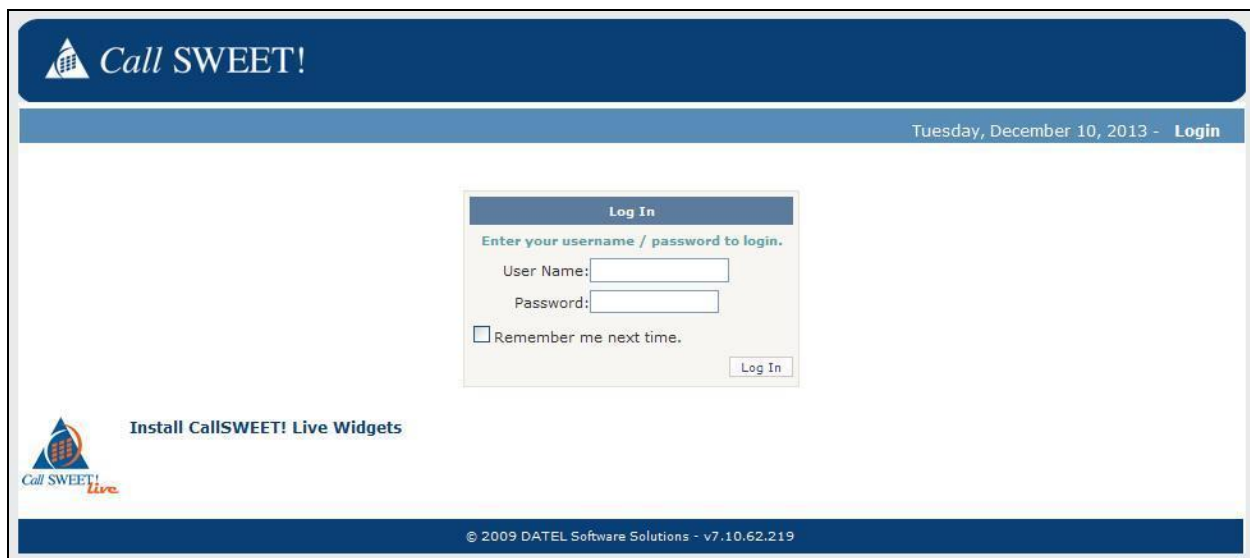 Call SWEET!
Tuesday, December 10, 2013 - Login
Log In
Enter your username / password to login.
User Name:
Password:
Remember me next time.
Log In
Install CallSWEET! Live Widgets
Call SWEET!
live
© 2009 DATEL Software Solutions - v7.10.62.219